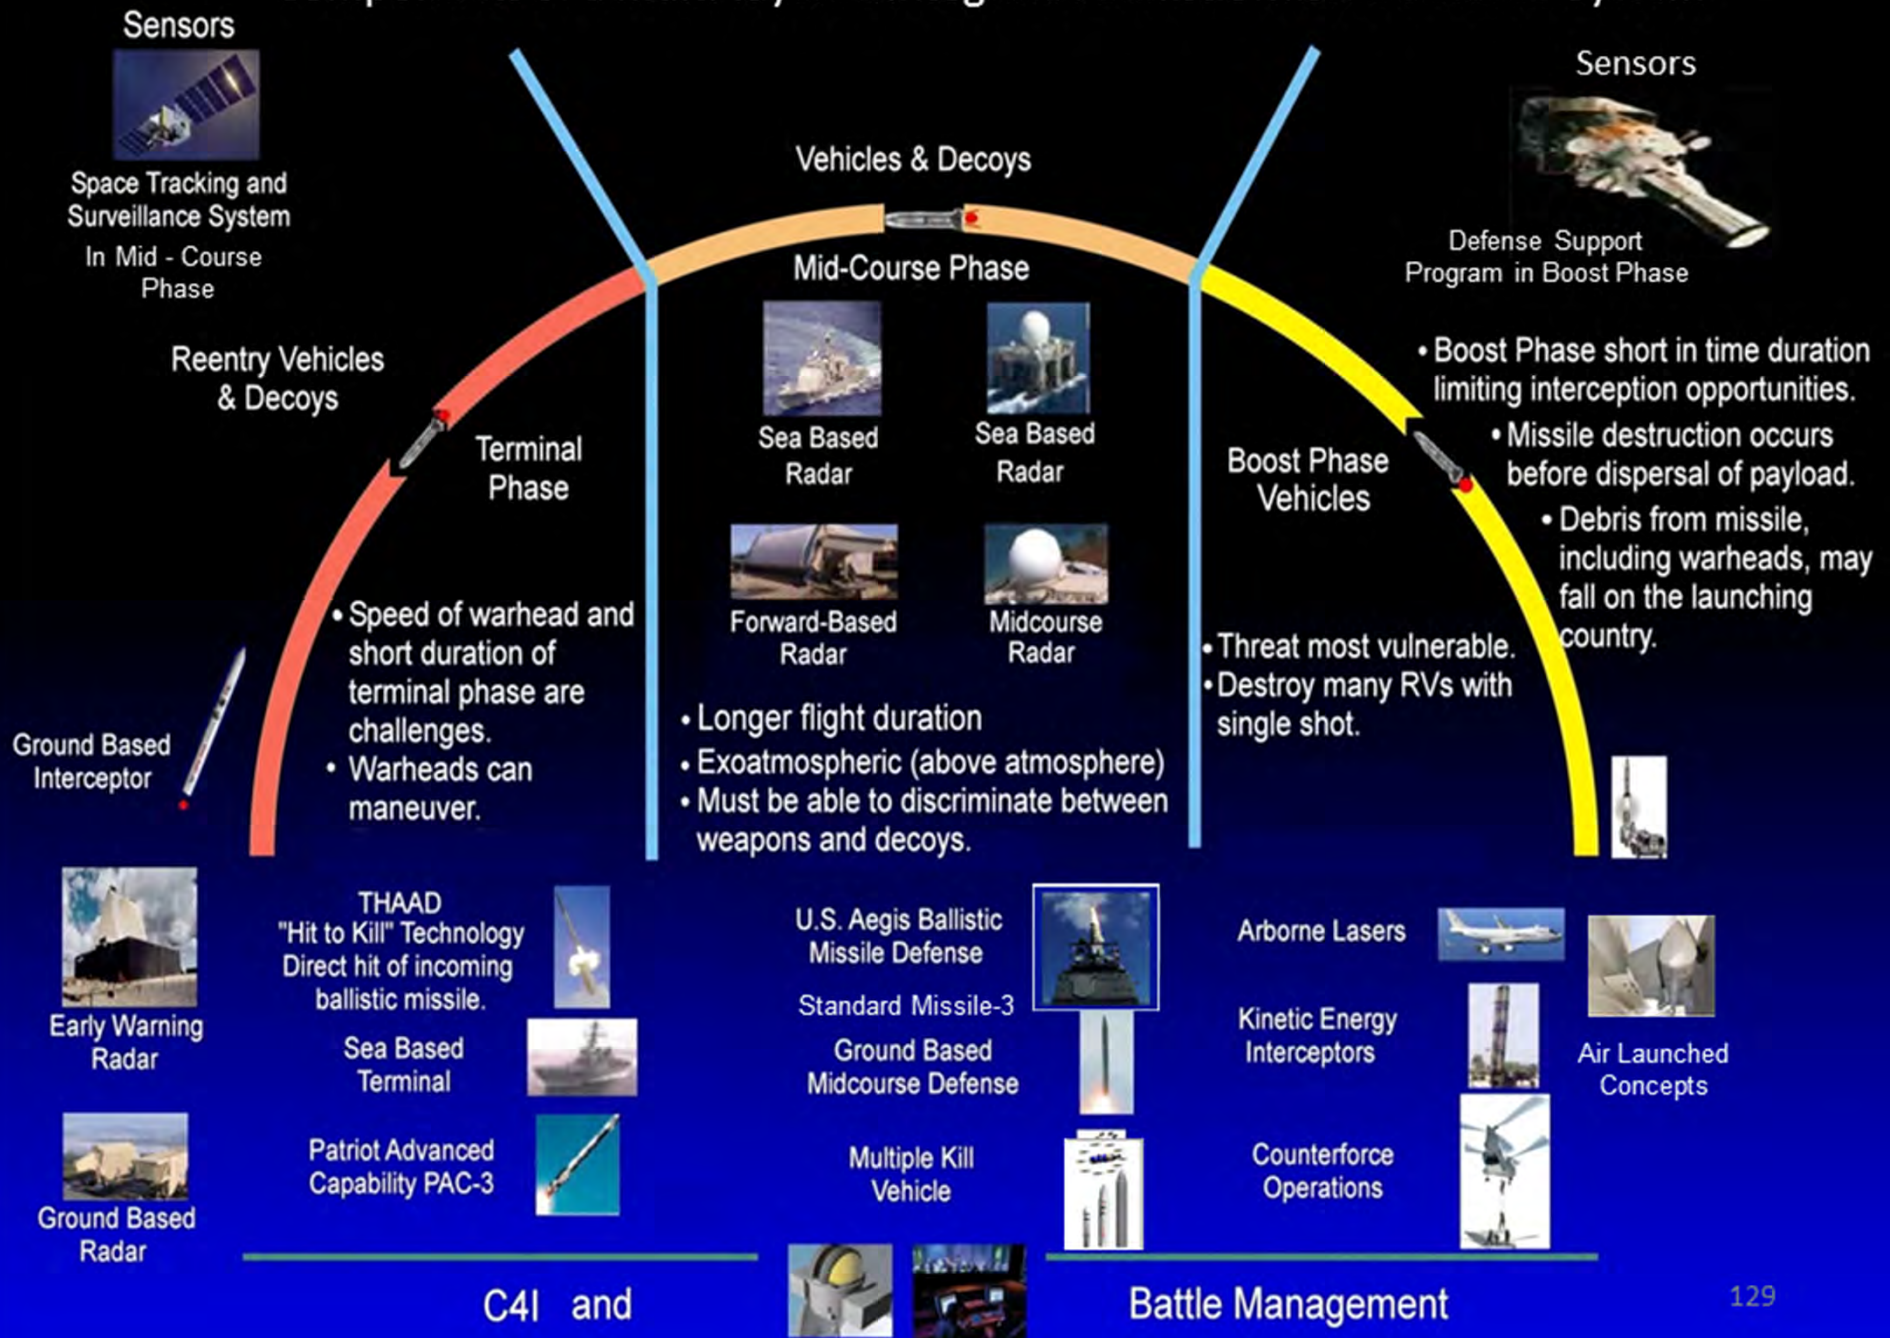 Sensors
Space Tracking and
Surveillance System
In Mid - Course
Phase
Reentry Vehicles
& Decoys
Terminal
Phase
• Speed of warhead and
short duration of
terminal phase are
challenges.
• Warheads can
maneuver.
Ground Based
Interceptor
Vehicles & Decoys
Mid-Course Phase
Sea Based
Radar
Sea Based
Radar
Forward-Based
Radar
Midcourse
Radar
• Longer flight duration
• Exoatmospheric (above atmosphere)
• Must be able to discriminate between
weapons and decoys.
Sensors
Defense Support
Program in Boost Phase
• Boost Phase short in time duration
limiting interception opportunities.
• Missile destruction occurs
before dispersal of payload.
• Debris from missile,
including warheads, may
fall on the launching
country.
Boost Phase
Vehicles
• Threat most vulnerable.
• Destroy many RVs with
single shot.
Early Warning
Radar
Ground Based
Radar
THAAD
"Hit to Kill" Technology
Direct hit of incoming
ballistic missile.
Sea Based
Terminal
Patriot Advanced
Capability PAC-3
U.S. Aegis Ballistic
Missile Defense
Standard Missile-3
Ground Based
Midcourse Defense
Multiple Kill
Vehicle
Arborne Lasers
Kinetic Energy
Interceptors
Counterforce
Operations
Air Launched
Concepts
C4I and
Battle Management
129